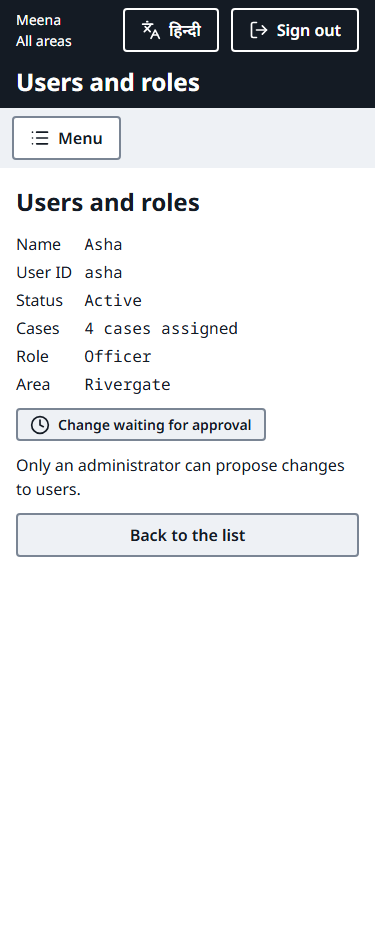 Meena
All areas
हिन्दी
Sign out
Users and roles
Menu
Users and roles
Name Asha
User ID asha
Status Active
Cases 4 cases assigned
Role Officer
Area Rivergate
Change waiting for approval
Only an administrator can propose changes
to users.
Back to the list